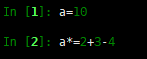 In [1]: a=10
In [2]: a*=2+3-4